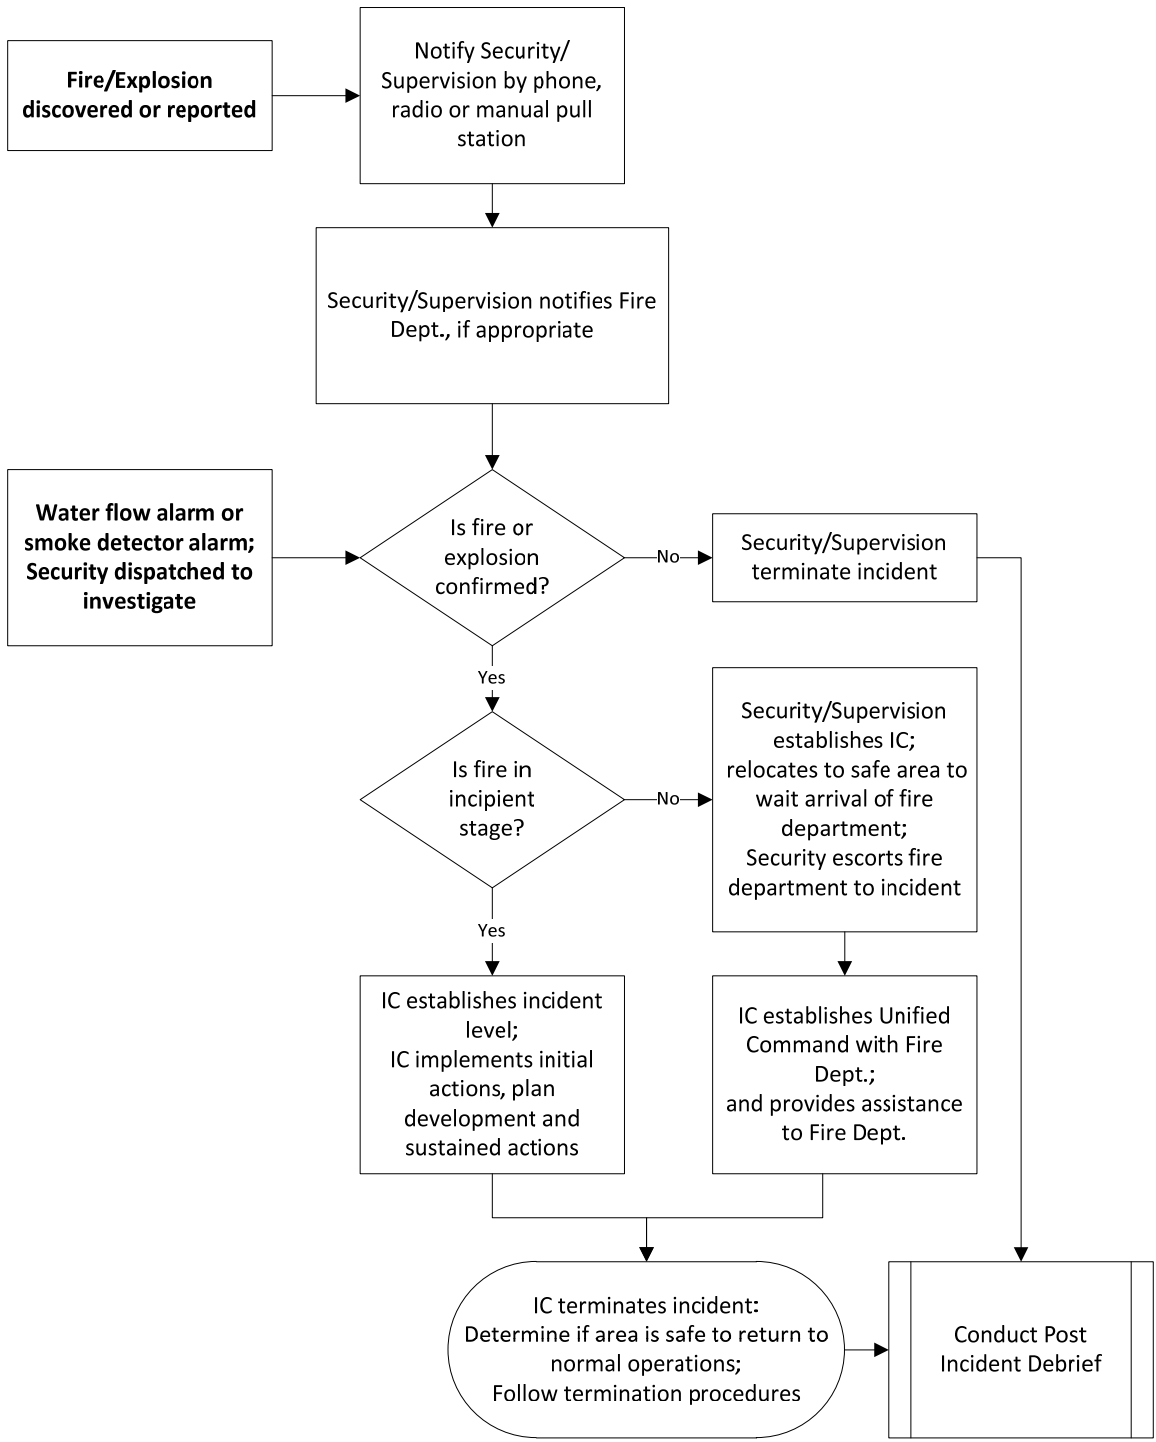 Fire/Explosion
discovered or reported
Notify Security/
Supervision by phone,
radio or manual pull
station
Security/Supervision notifies Fire
Dept., if appropriate
Water flow alarm or
smoke detector alarm;
Security dispatched to
investigate
Is fire or
explosion
confirmed?
No
Security/Supervision
terminate incident
Yes
Is fire in
incipient
stage?
No
Security/Supervision
establishes IC;
relocates to safe area to
wait arrival of fire
department;
Security escorts fire
department to incident
Yes
IC establishes incident
level;
IC implements initial
actions, plan
development and
sustained actions
IC establishes Unified
Command with Fire
Dept.;
and provides assistance
to Fire Dept.
IC terminates incident:
Determine if area is safe to return to
normal operations;
Follow termination procedures
Conduct Post
Incident Debrief